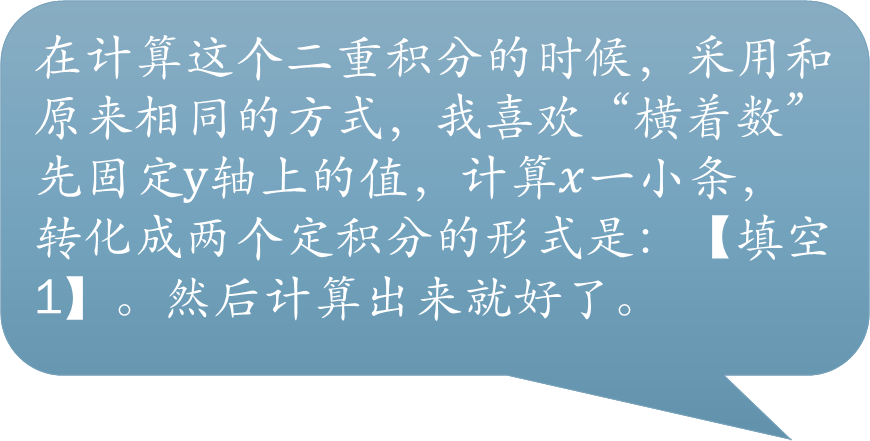 在计算这个二重积分的时候，采用和
原来相同的方式，我喜欢“横着数”
先固定y轴上的值，计算x一小条，
转化成两个定积分的形式是：【填空
1】。然后计算出来就好了。